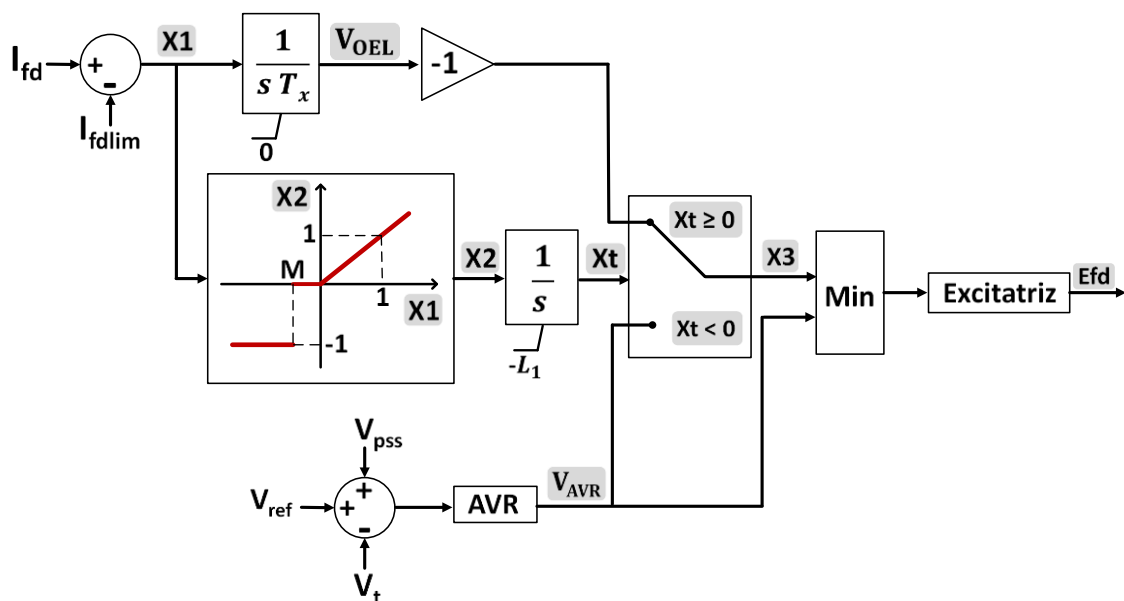 I_fd
+
-
I_fdlim
X1
1
s T_x
0
V_OEL
-1
X2
1
M
1
X1
-1
X2
1
s
-L_1
Xt
Xt ≥ 0
Xt < 0
X3
Min
Excitatriz
Efd
V_pss
V_ref
+
+
-
V_t
AVR
V_AVR